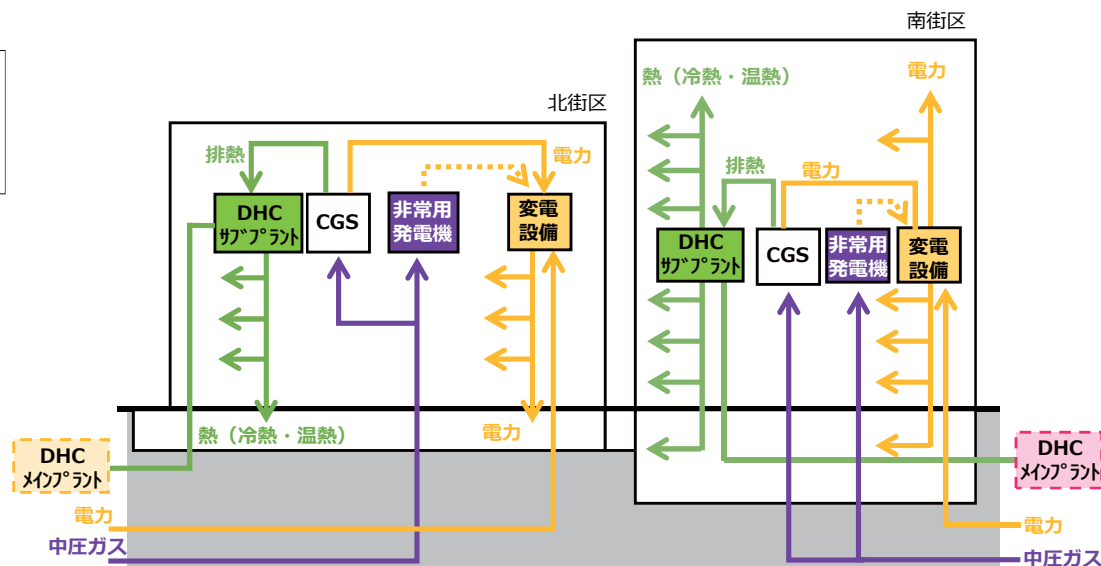 南街区
熱（冷熱・温熱）
電力
北街区
排熱
電力
排熱
電力
DHC
サブプラント
CGS
非常用
発電機
変電
設備
DHC
サブプラント
CGS
非常用
発電機
変電
設備
熱（冷熱・温熱）
電力
DHC
メインプラント
DHC
メインプラント
電力
電力
中圧ガス
中圧ガス